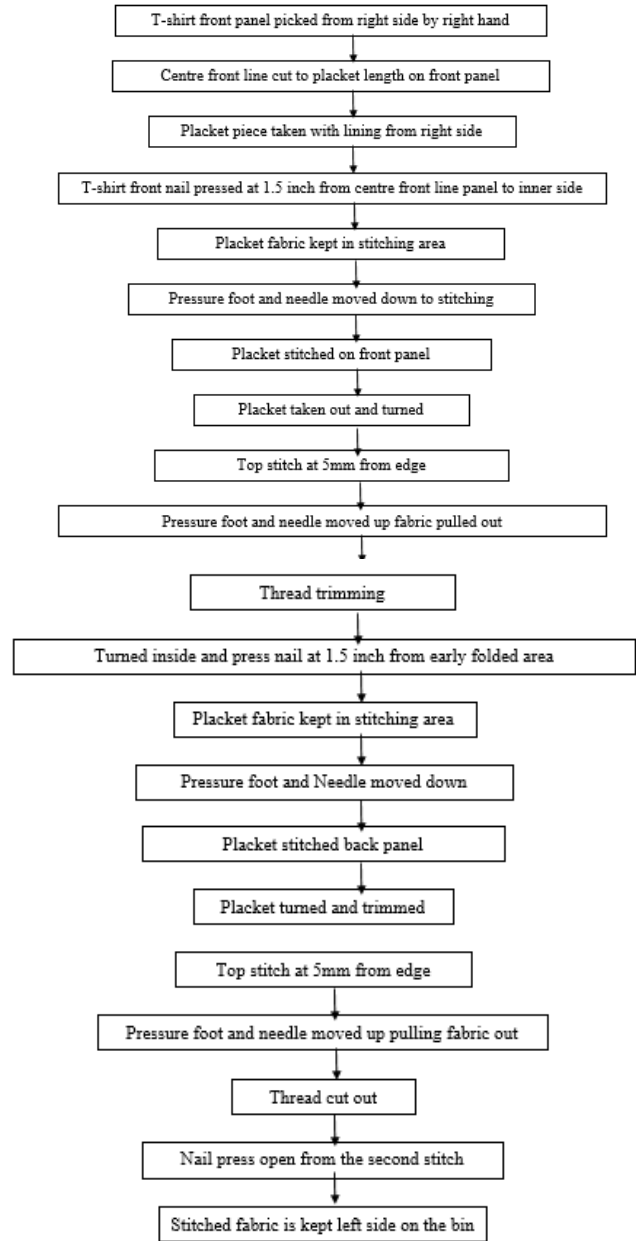 T-shirt front panel picked from right side by right hand
Centre front line cut to placket length on front panel
Placket piece taken with lining from right side
T-shirt front nail pressed at 1.5 inch from centre front line panel to inner side
Placket fabric kept in stitching area
Pressure foot and needle moved down to stitching
Placket stitched on front panel
Placket taken out and turned
Top stitch at 5mm from edge
Pressure foot and needle moved up fabric pulled out
Thread trimming
Turned inside and press nail at 1.5 inch from early folded area
Placket fabric kept in stitching area
Pressure foot and Needle moved down
Placket stitched back panel
Placket turned and trimmed
Top stitch at 5mm from edge
Pressure foot and needle moved up pulling fabric out
Thread cut out
Nail press open from the second stitch
Stitched fabric is kept left side on the bin